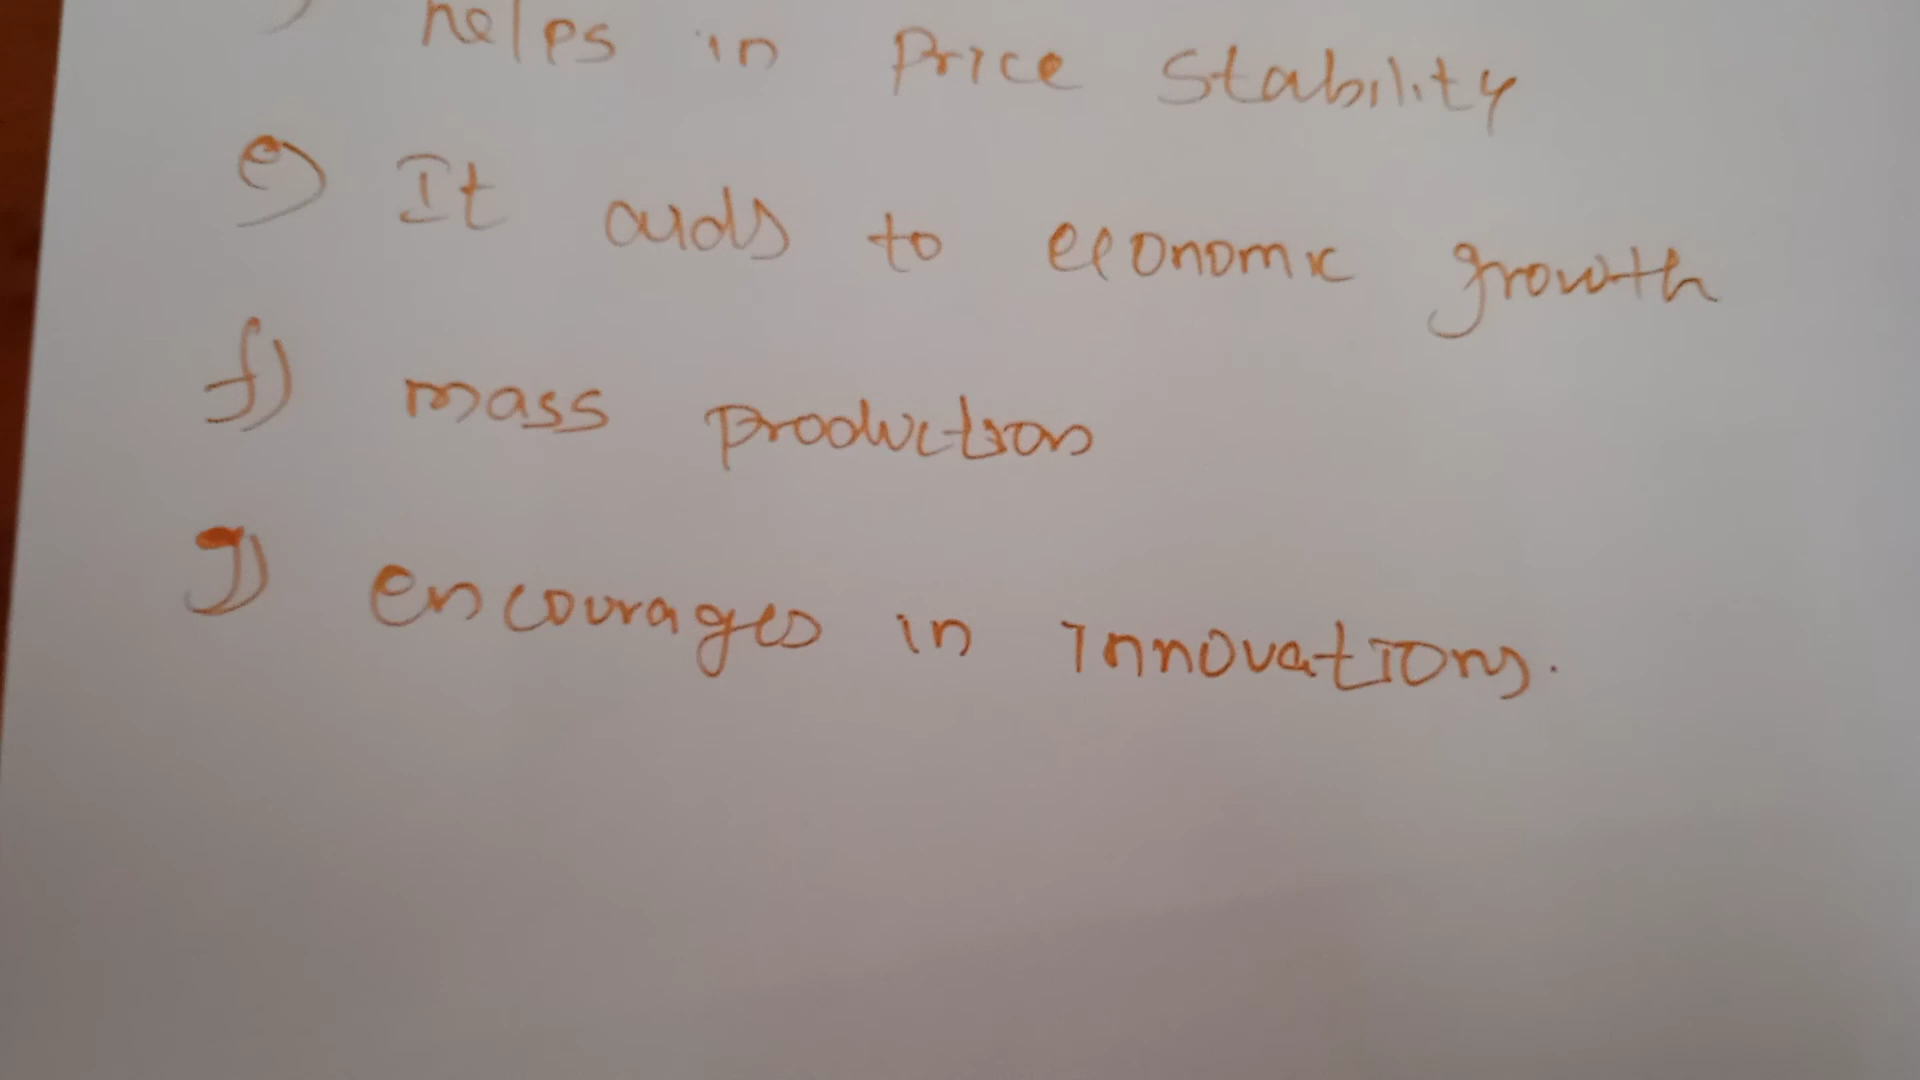 ) helps in Price Stability
e) It aids to economic growth
f) mass production
g) encourages in innovations.